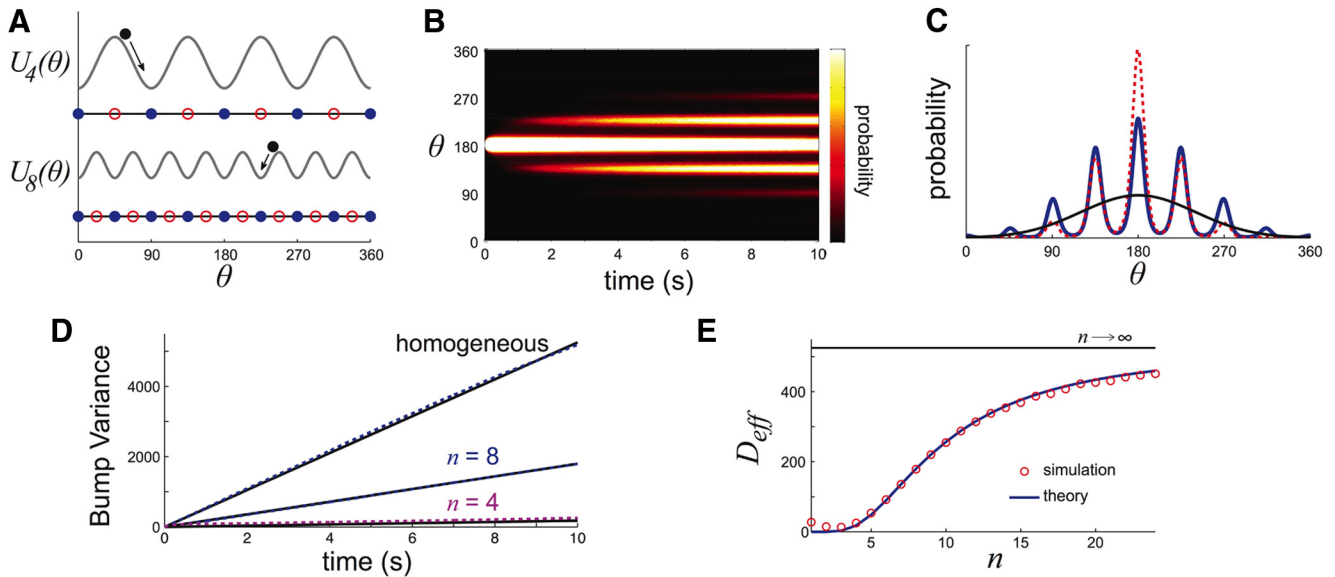 A
U4(θ)
U8(θ)
0 90 180 270 360
θ
B
360
270
θ 180
90
0
0 2 4 6 8 10
time (s)
probability
C
probability
0 90 180 270 360
θ
D
homogeneous
Bump Variance
4000
2000
0
n = 8
n = 4
0 2 4 6 8 10
time (s)
E
n → ∞
Deff
400
200
0
simulation
theory
5 10 15 20
n